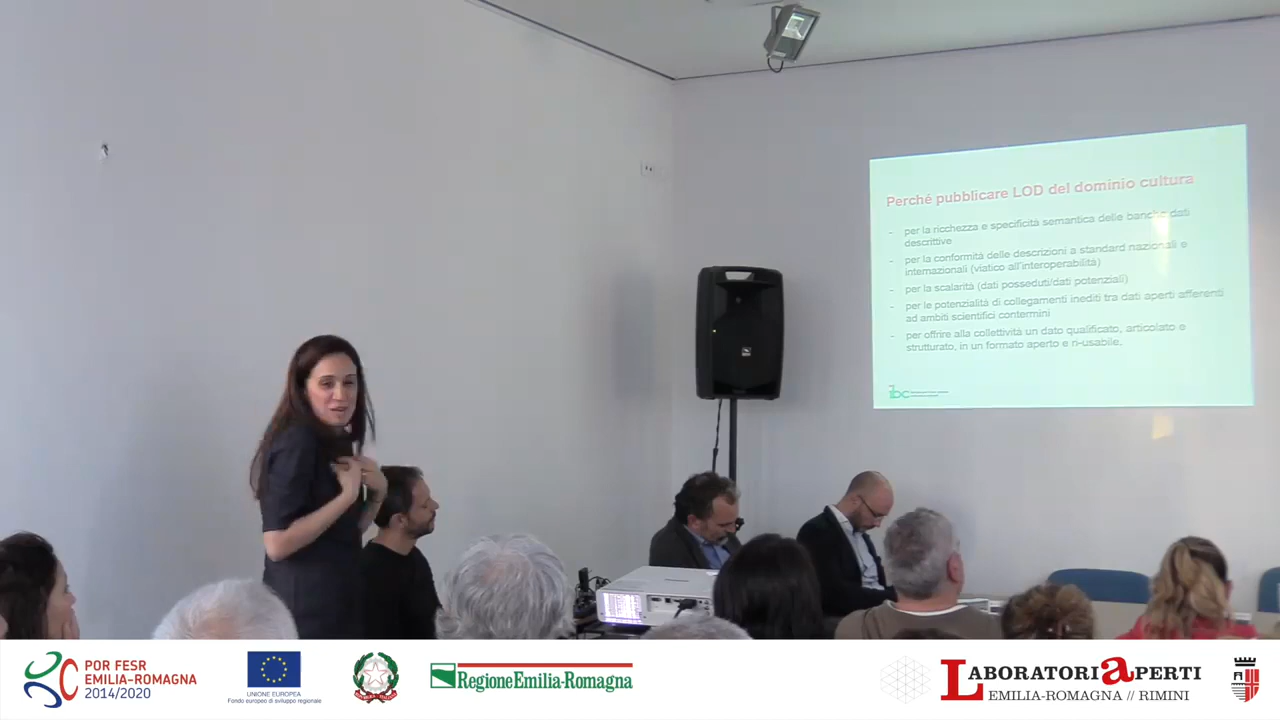 Perché pubblicare LOD del dominio cultura
- per la ricchezza e specificità semantica delle banche dati
descrittive
- per la conformità delle descrizioni a standard nazionali e
internazionali (viatico all'interoperabilità)
- per la scalarità (dati posseduti/dati potenziali)
- per le potenzialità di collegamenti inediti tra dati aperti afferenti
ad ambiti scientifici contermini
- per offrire alla collettività un dato qualificato, articolato e
strutturato, in un formato aperto e ri-usabile.
ibc
POR FESR
EMILIA-ROMAGNA
2014/2020
UNIONE EUROPEA
Fondo europeo di sviluppo regionale
RegioneEmilia-Romagna
LABORATORIAPERTI
EMILIA-ROMAGNA // RIMINI